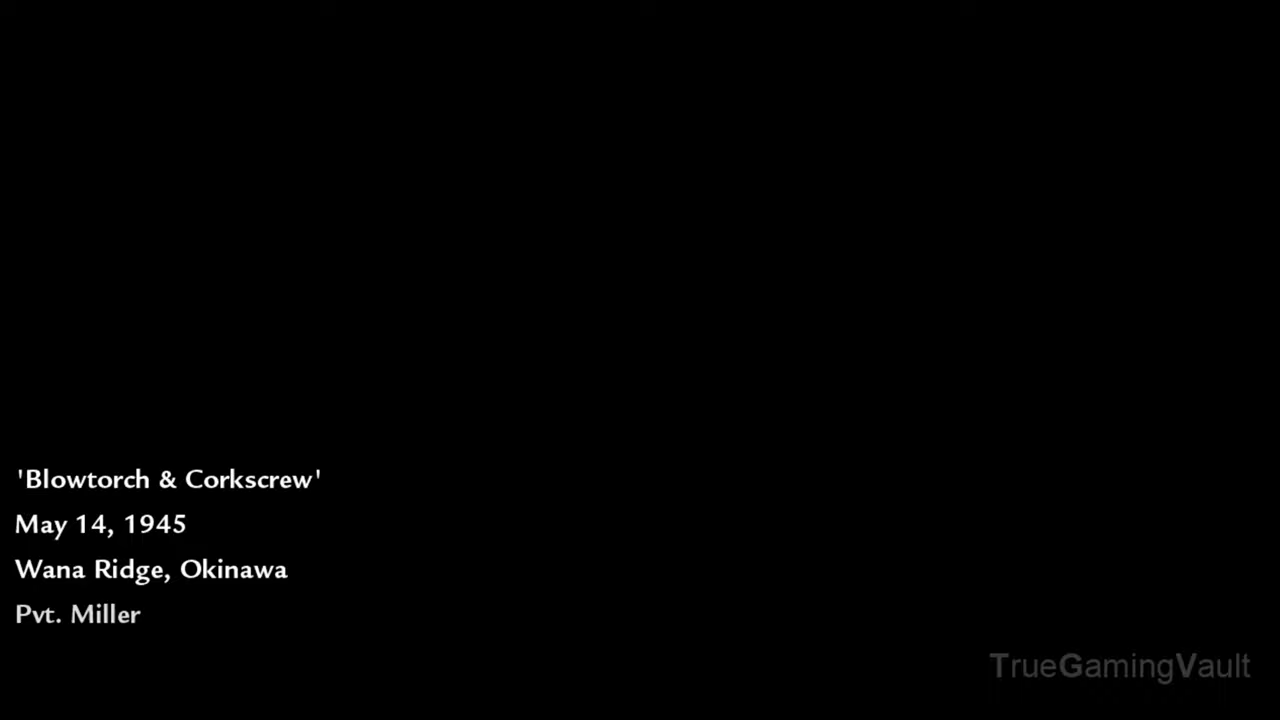 'Blowtorch & Corkscrew'
May 14, 1945
Wana Ridge, Okinawa
Pvt. Miller
TrueGamingVault